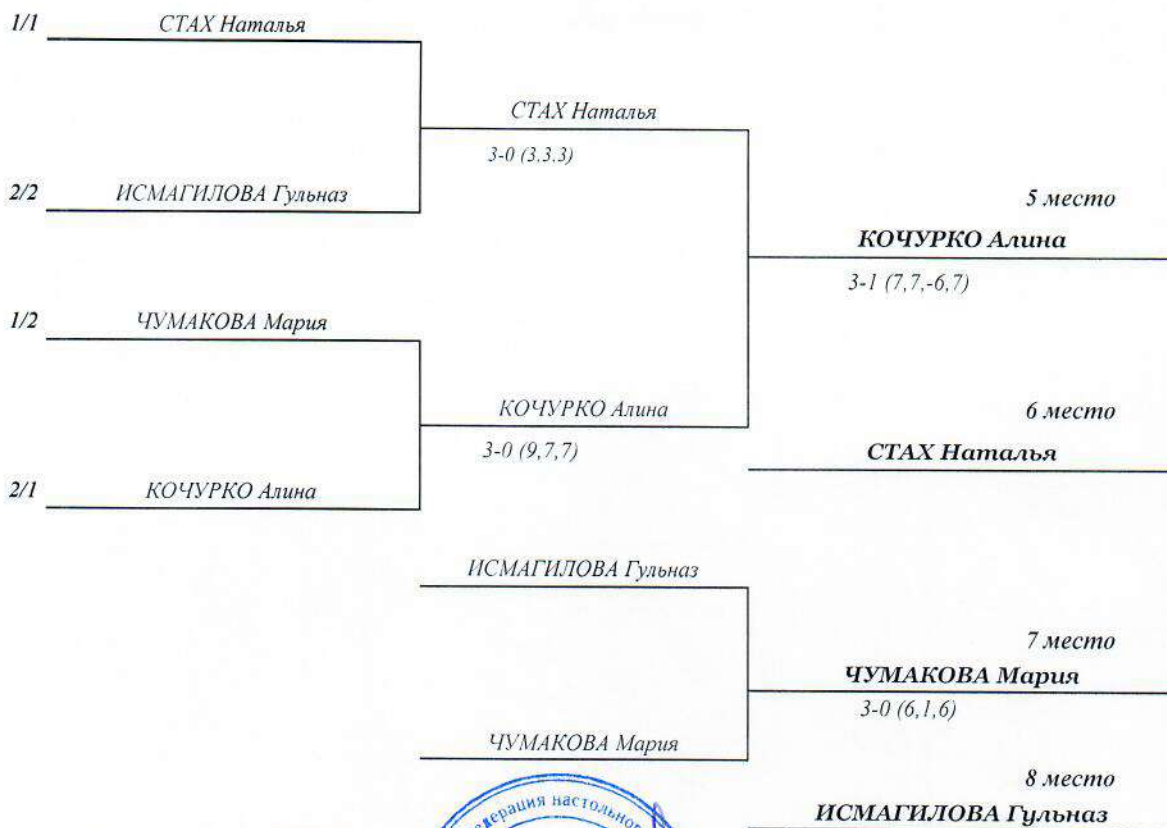 1/1 СТАХ Наталья
СТАХ Наталья
3-0 (3.3.3)
2/2 ИСМАГИЛОВА Гульназ
5 место
КОЧУРКО Алина
3-1 (7,7,-6,7)
1/2 ЧУМАКОВА Мария
КОЧУРКО Алина
3-0 (9,7,7)
6 место
СТАХ Наталья
2/1 КОЧУРКО Алина
ИСМАГИЛОВА Гульназ
7 место
ЧУМАКОВА Мария
3-0 (6,1,6)
ЧУМАКОВА Мария
8 место
ИСМАГИЛОВА Гульназ
настольного